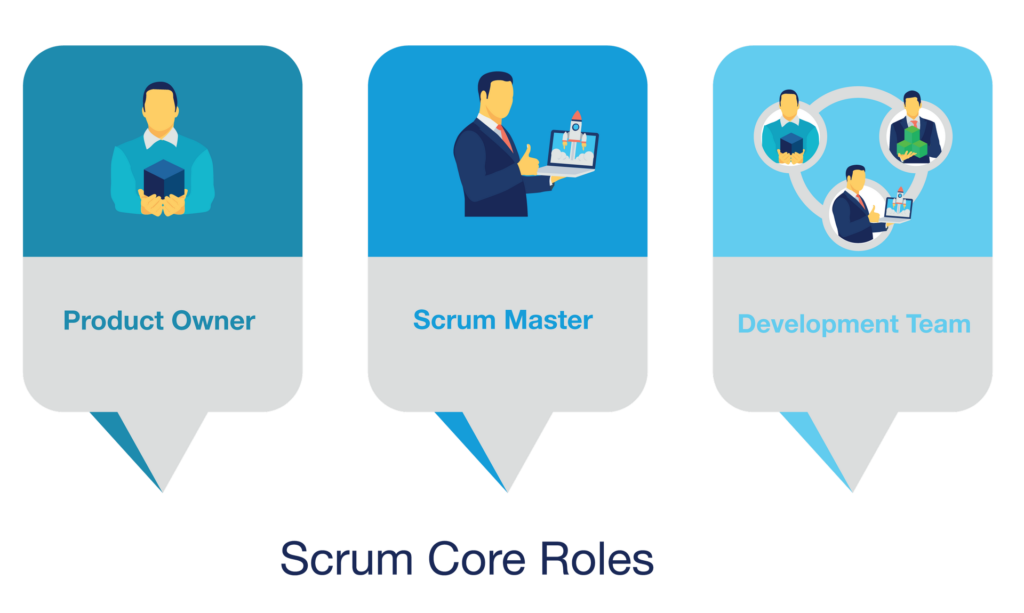 Product Owner
Scrum Master
Development Team
Scrum Core Roles